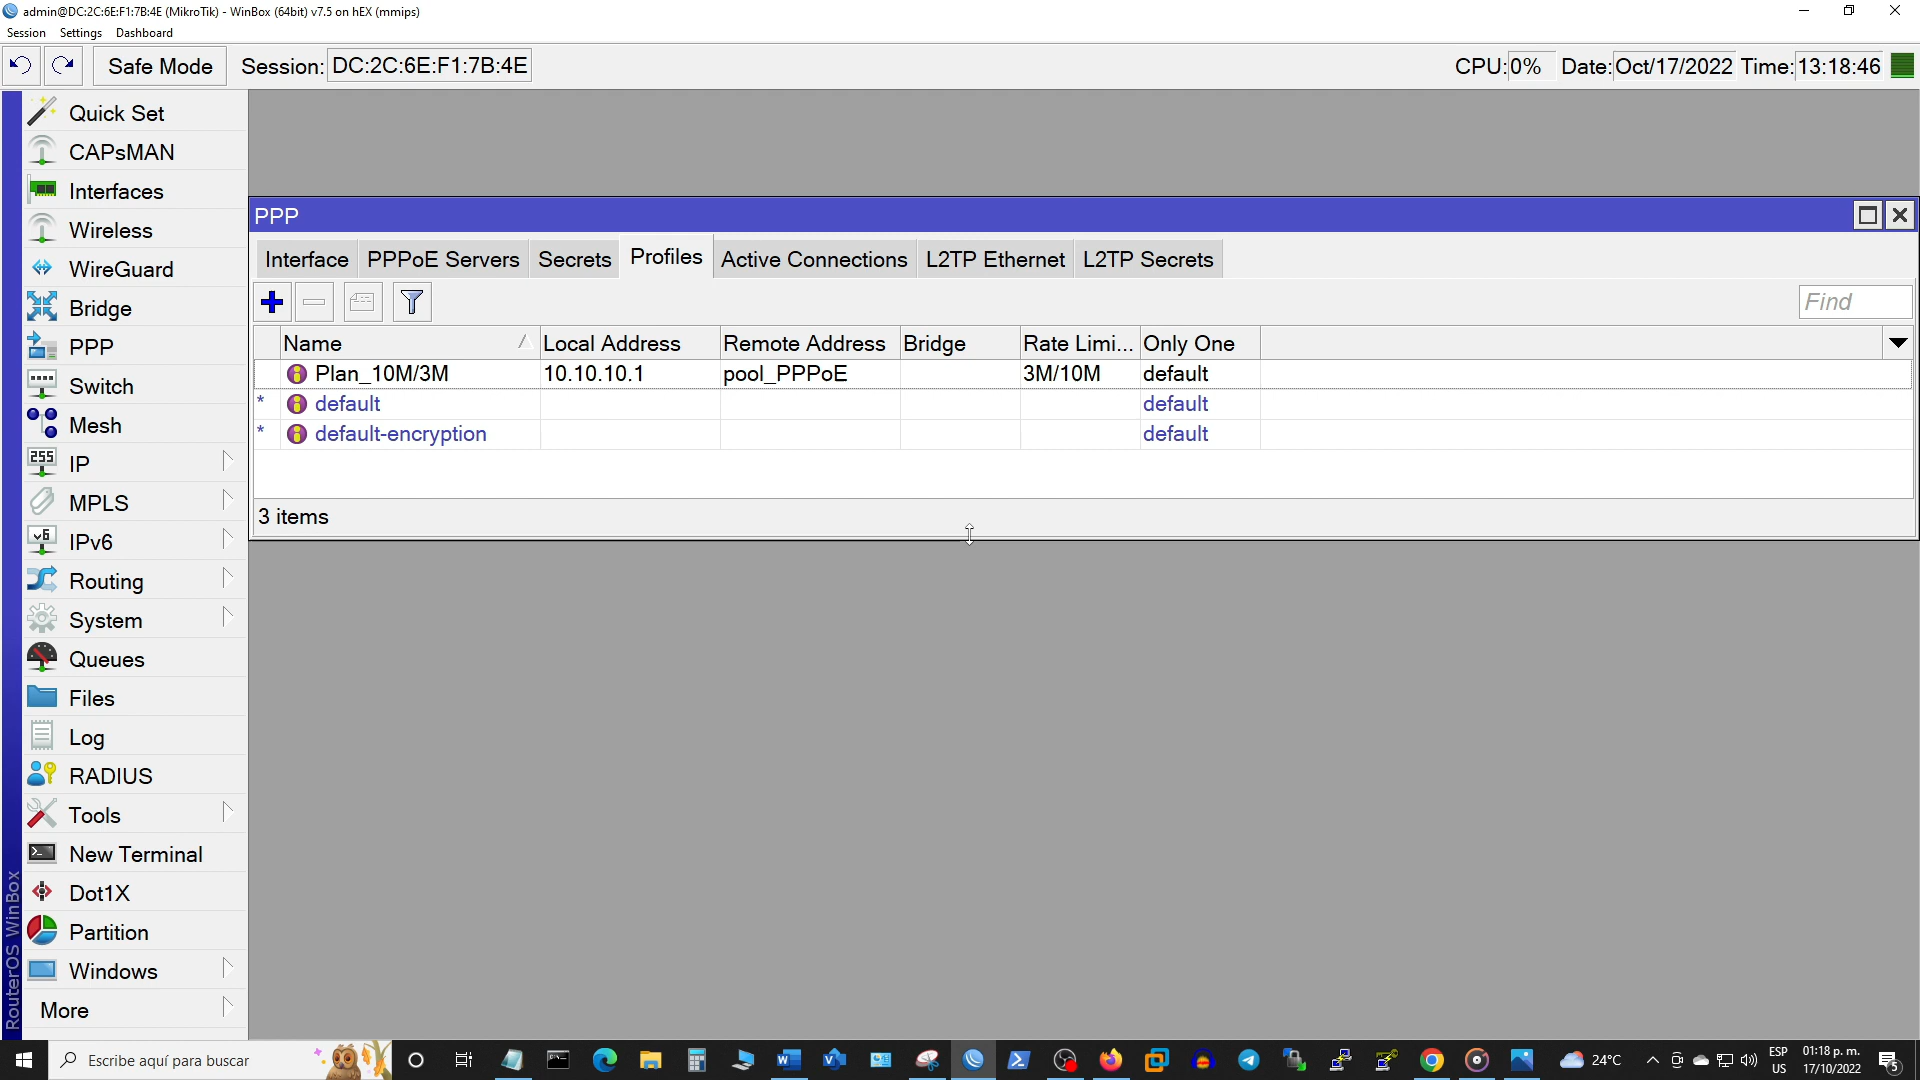 admin@DC:2C:6E:F1:7B:4E (MikroTik) - WinBox (64bit) v7.5 on hEX (mmips)
Session Settings Dashboard
Safe Mode Session: DC:2C:6E:F1:7B:4E CPU: 0% Date: Oct/17/2022 Time: 13:18:46
Quick Set
CAPsMAN
Interfaces
Wireless
WireGuard
Bridge
PPP
Switch
Mesh
255 IP
MPLS
v6 IPv6
Routing
System
Queues
Files
Log
RADIUS
Tools
New Terminal
Dot1X
Partition
Windows
More
RouterOS WinBox
PPP
Interface PPPoE Servers Secrets Profiles Active Connections L2TP Ethernet L2TP Secrets
Find
Name Local Address Remote Address Bridge Rate Limi... Only One
Plan_10M/3M 10.10.10.1 pool_PPPoE 3M/10M default
* default default
* default-encryption default
3 items
Escribe aquí para buscar
24°C
ESP
US
01:18 p. m.
17/10/2022
5